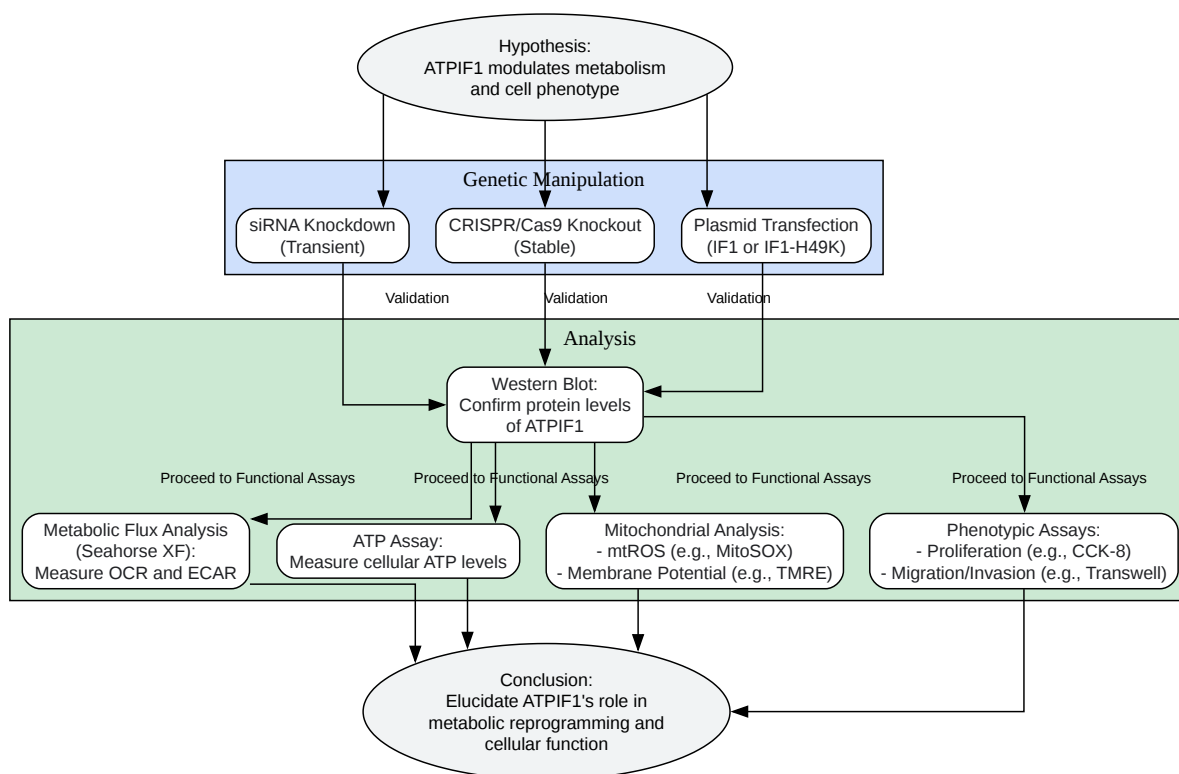 Hypothesis:
ATPIF1 modulates metabolism
and cell phenotype
Genetic Manipulation
siRNA Knockdown
(Transient)
CRISPR/Cas9 Knockout
(Stable)
Plasmid Transfection
(IF1 or IF1-H49K)
Validation
Validation
Validation
Analysis
Western Blot:
Confirm protein levels
of ATPIF1
Proceed to Functional Assays
Proceed to Functional Assays
Proceed to Functional Assays
Proceed to Functional Assays
Metabolic Flux Analysis
(Seahorse XF):
Measure OCR and ECAR
ATP Assay:
Measure cellular ATP levels
Mitochondrial Analysis:
- mtROS (e.g., MitoSOX)
- Membrane Potential (e.g., TMRE)
Phenotypic Assays:
- Proliferation (e.g., CCK-8)
- Migration/Invasion (e.g., Transwell)
Conclusion:
Elucidate ATPIF1's role in
metabolic reprogramming and
cellular function